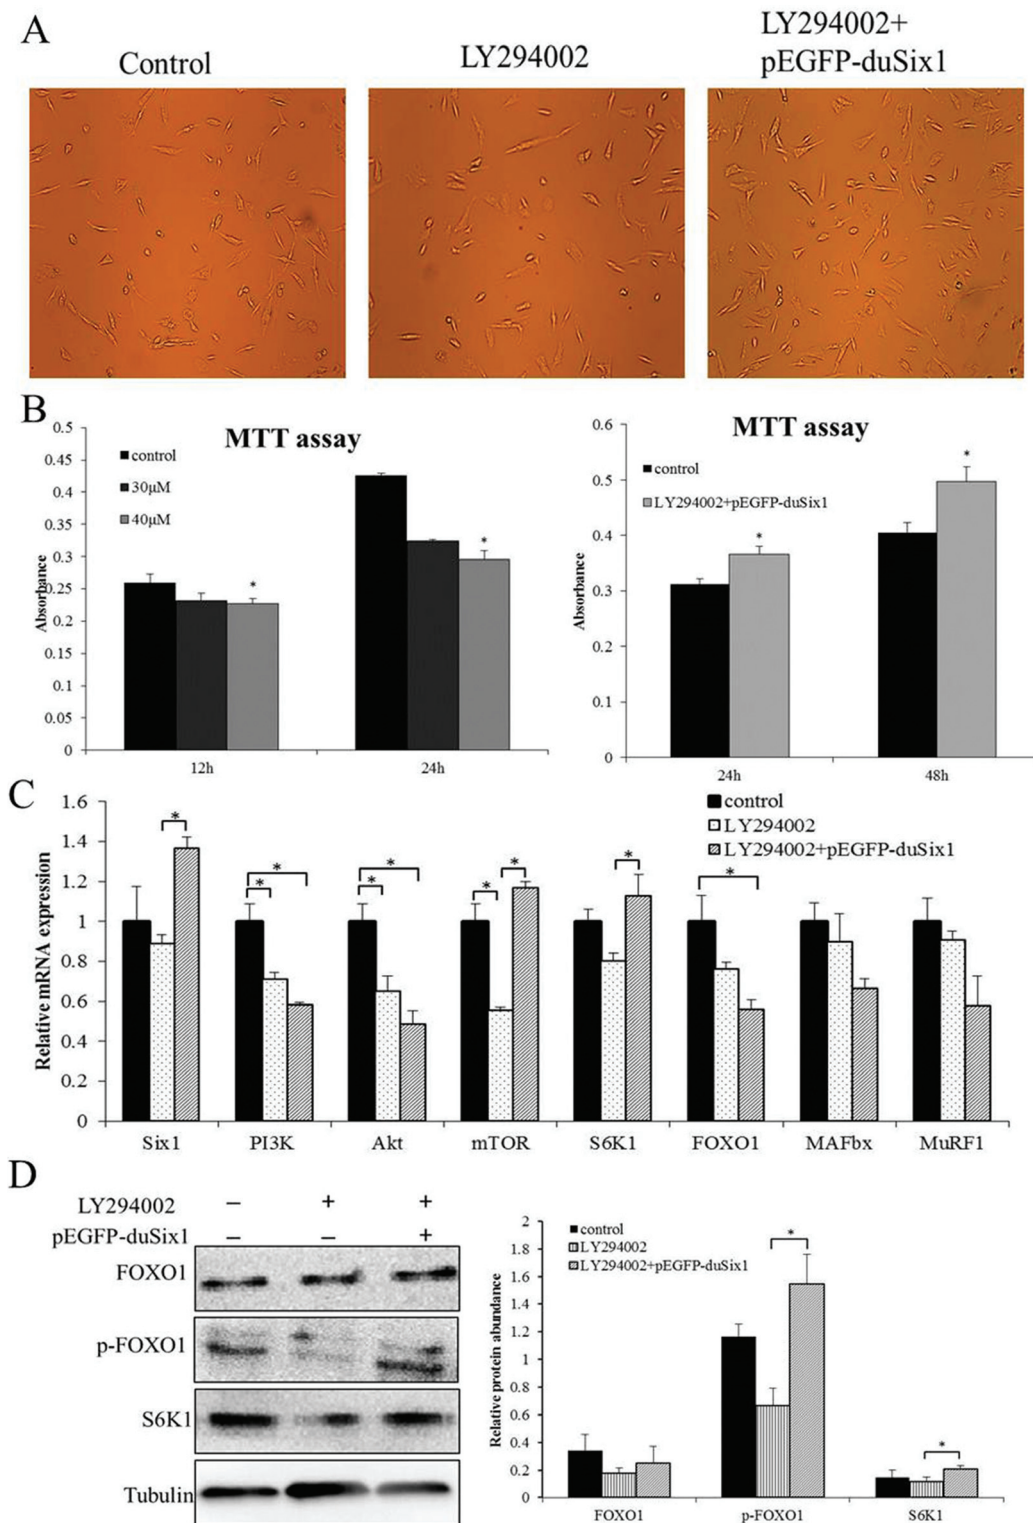 A
Control
LY294002
LY294002+
pEGFP-duSix1
B
MTT assay
0.5
0.45
0.4
0.35
0.3
0.25
0.2
0.15
0.1
0.05
0
Absorbance
control
30μM
40μM
*
*
12h
24h
MTT assay
0.6
0.5
0.4
0.3
0.2
0.1
0
Absorbance
control
LY294002+pEGFP-duSix1
*
*
24h
48h
C
1.6
1.4
1.2
1
0.8
0.6
0.4
0.2
0
Relative mRNA expression
control
LY294002
LY294002+pEGFP-duSix1
*
*
*
*
*
*
*
*
*
Six1
PI3K
Akt
mTOR
S6K1
FOXO1
MAFbx
MuRF1
D
LY294002 – + +
pEGFP-duSix1 – – +
FOXO1
p-FOXO1
S6K1
Tubulin
2
1.8
1.6
1.4
1.2
1
0.8
0.6
0.4
0.2
0
Relative protein abundance
control
LY294002
LY294002+pEGFP-duSix1
*
*
FOXO1
p-FOXO1
S6K1